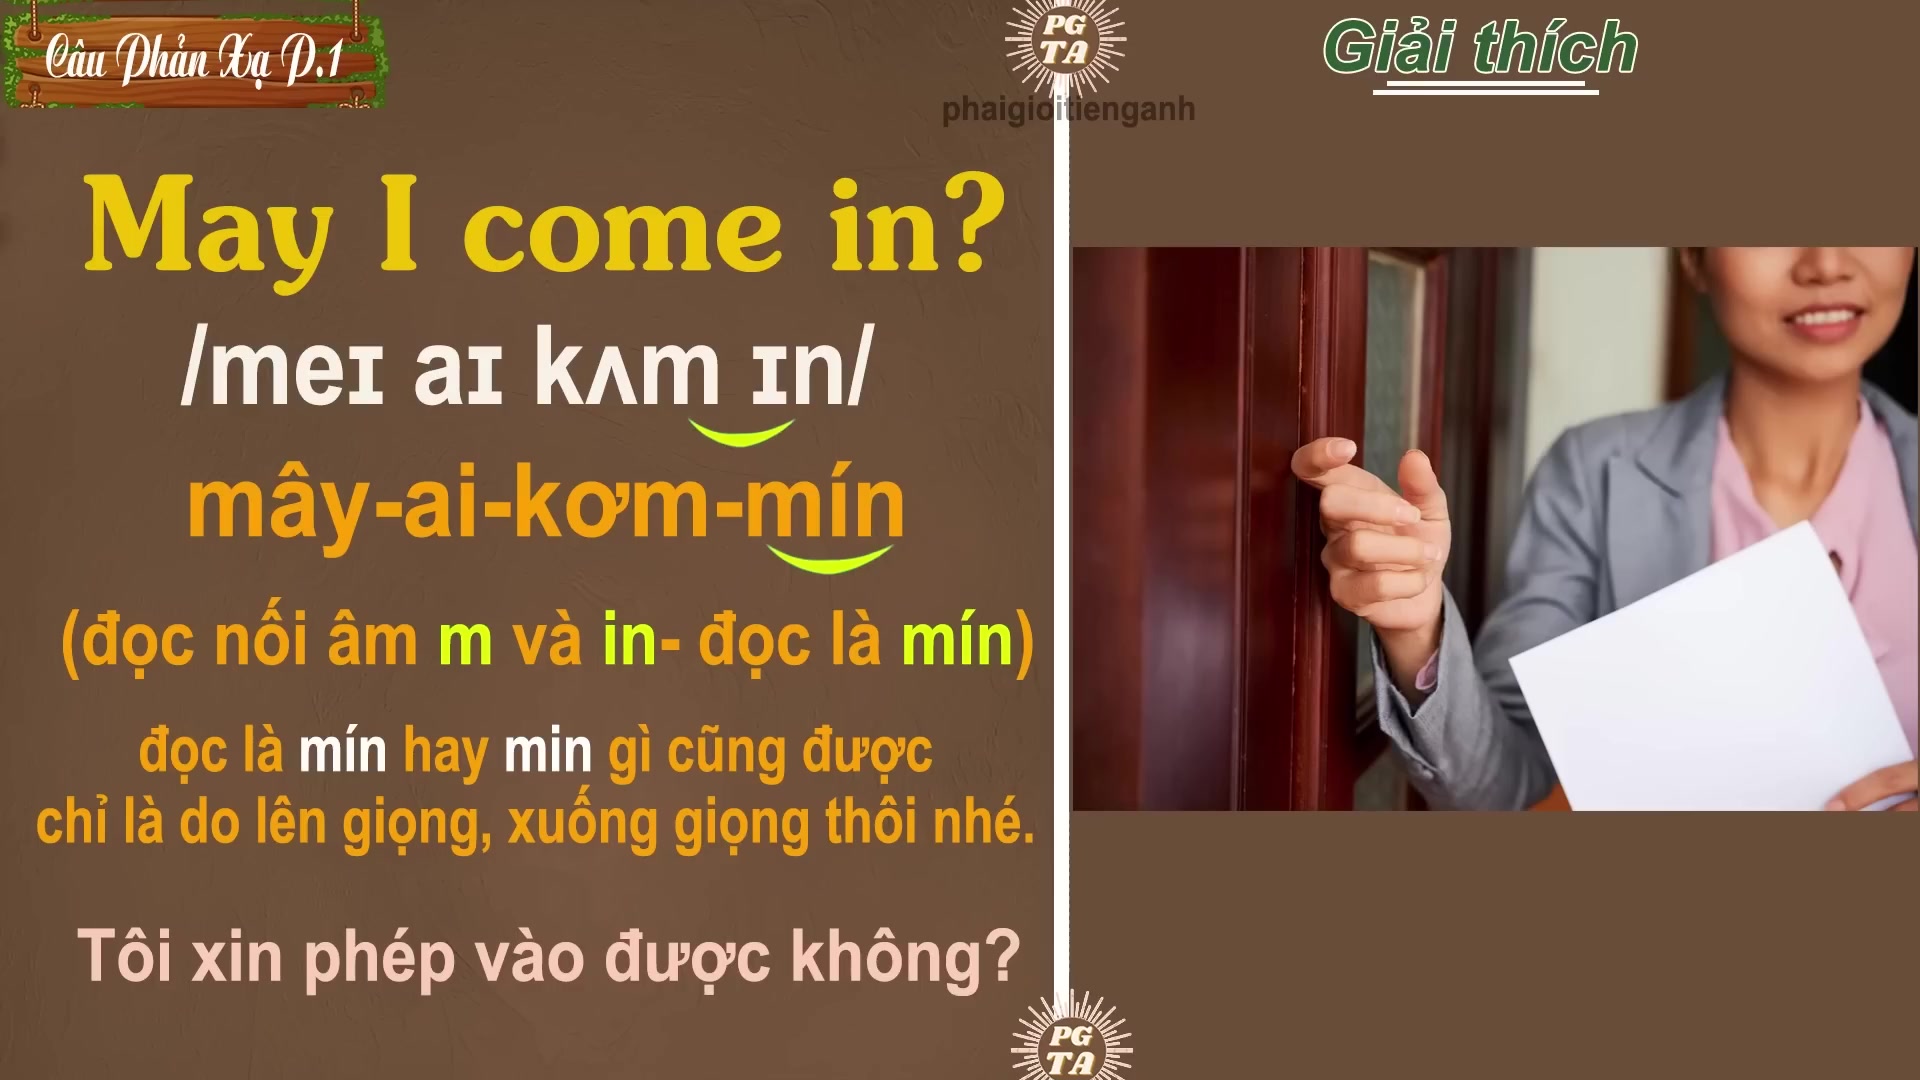 Câu Phản Xạ P.1
PG
TA
phaigioitienganh
Giải thích
May I come in?
/meɪ aɪ kʌm ɪn/
mây-ai-kơm-mín
(đọc nối âm m và in- đọc là mín)
đọc là mín hay min gì cũng được
chỉ là do lên giọng, xuống giọng thôi nhé.
Tôi xin phép vào được không?
PG
TA